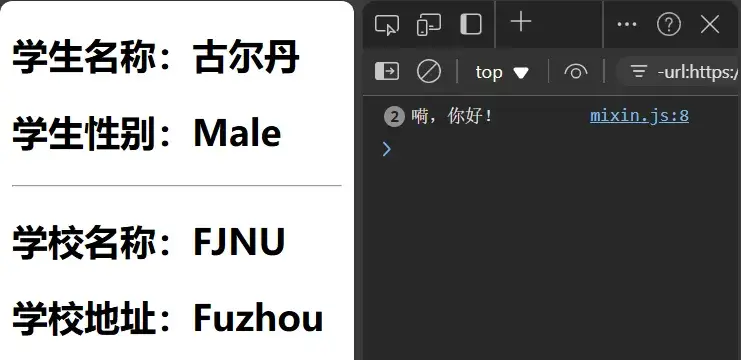 学生名称：古尔丹
学生性别：Male
学校名称：FJNU
学校地址：Fuzhou
top
-url:https:/
2 嗬，你好！ mixin.js:8